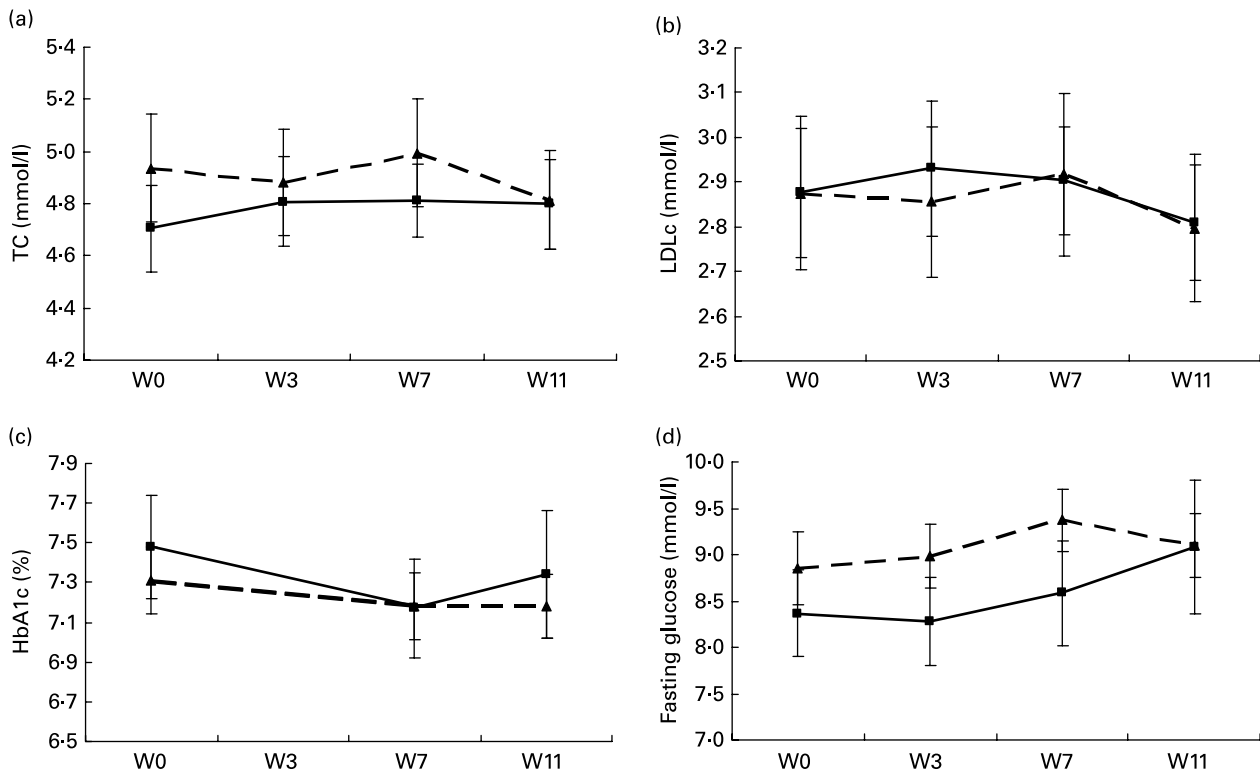 (a)
TC (mmol/l)
5·4
5·2
5·0
4·8
4·6
4·4
4·2
W0 W3 W7 W11
(b)
LDLc (mmol/l)
3·2
3·1
3·0
2·9
2·8
2·7
2·6
2·5
W0 W3 W7 W11
(c)
HbA1c (%)
7·9
7·7
7·5
7·3
7·1
6·9
6·7
6·5
W0 W3 W7 W11
(d)
Fasting glucose (mmol/l)
10·0
9·5
9·0
8·5
8·0
7·5
7·0
W0 W3 W7 W11